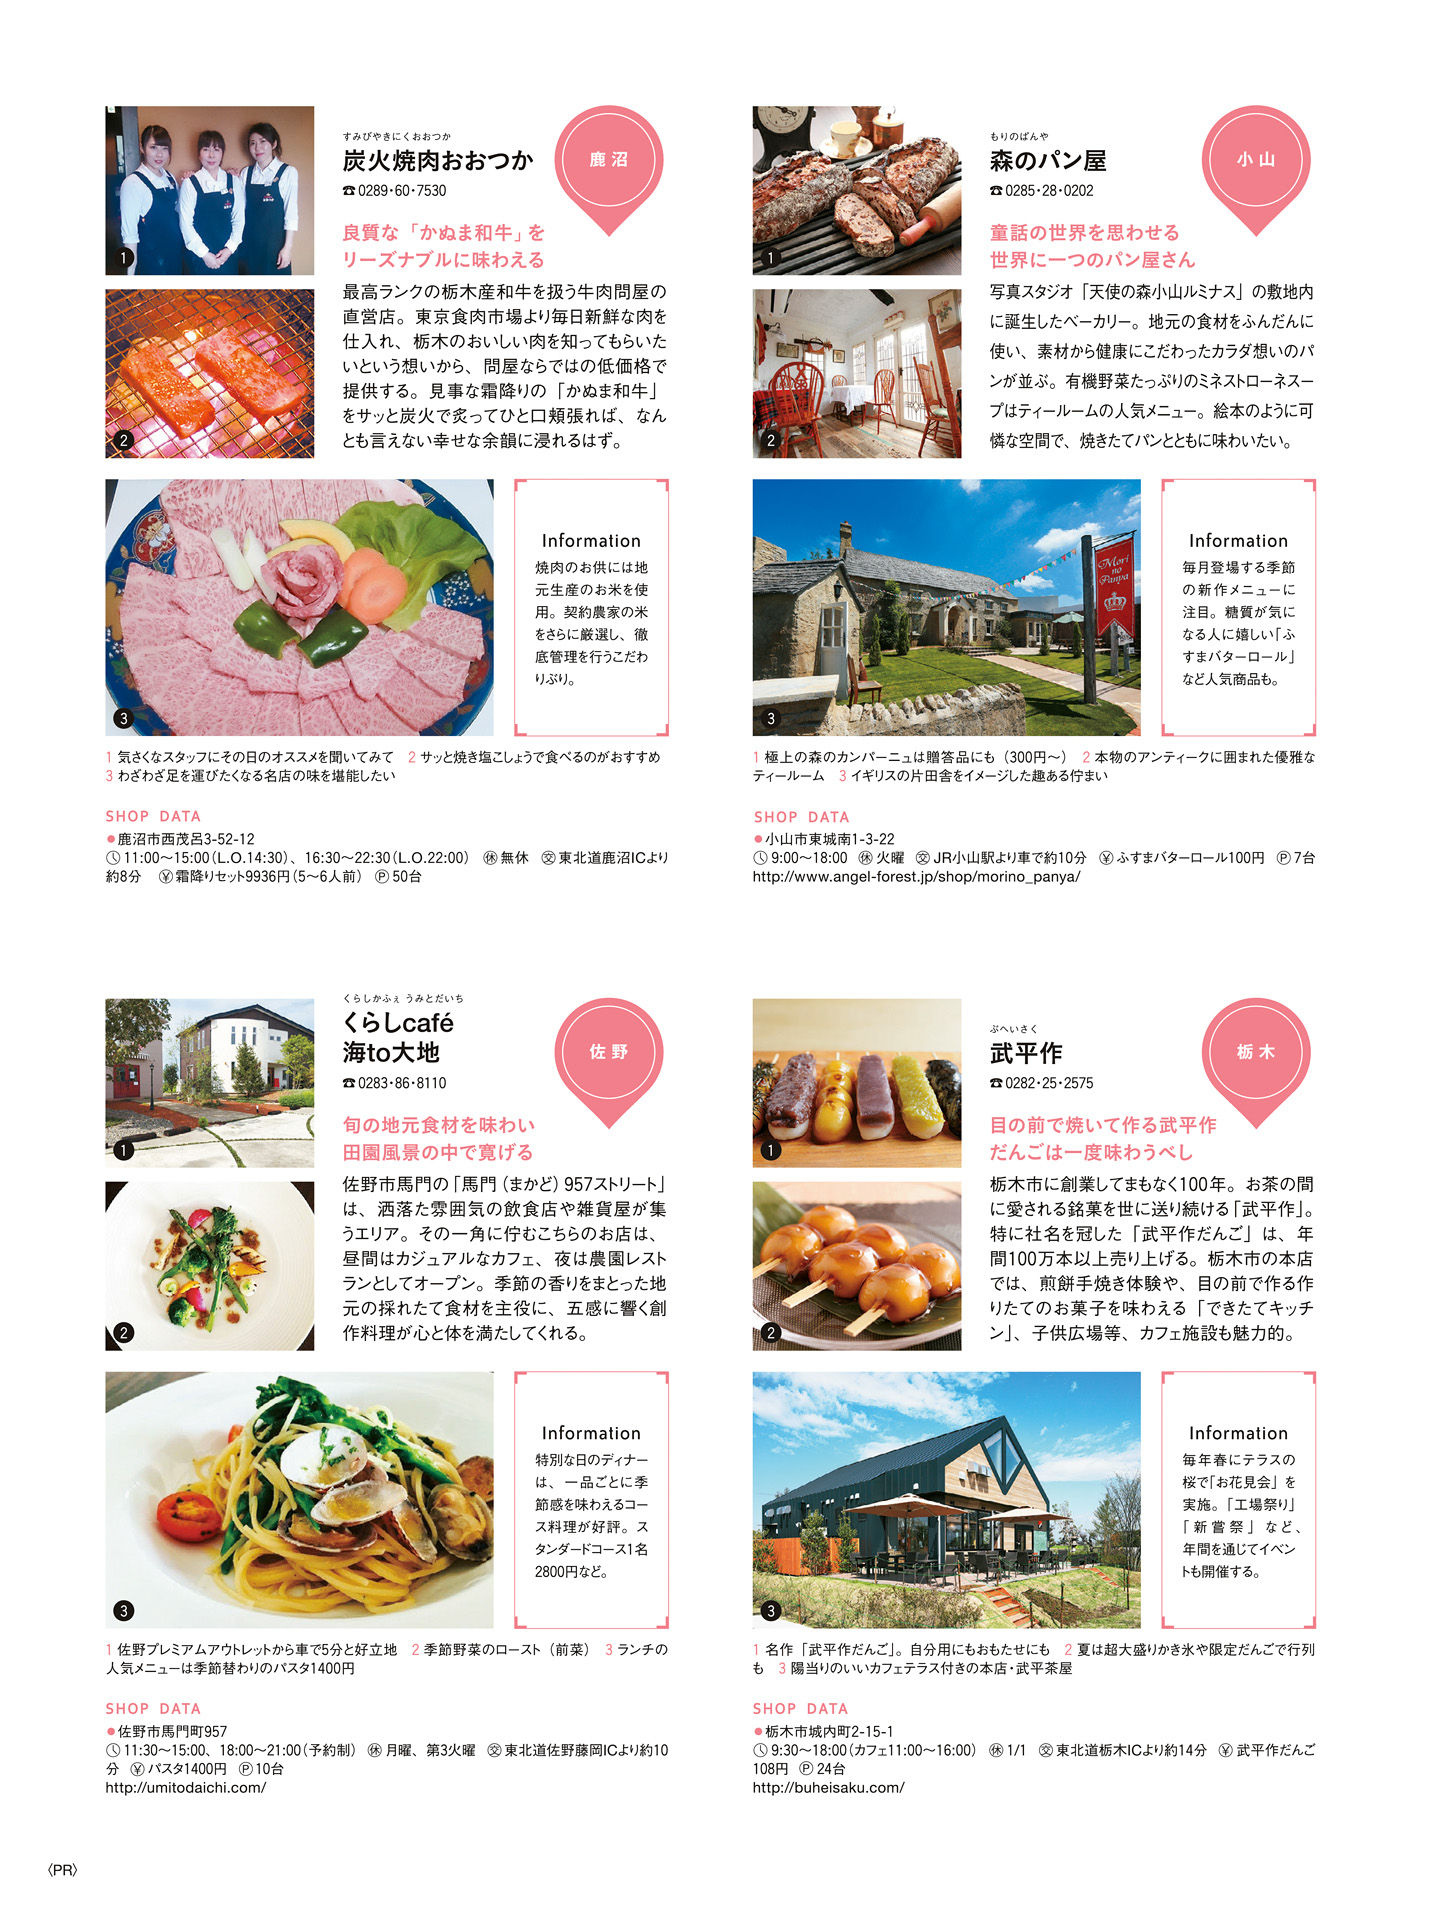 すみびやきにくおおつか
炭火焼肉おおつか
☎0289・60・7530
鹿沼
良質な「かぬま和牛」を
リーズナブルに味わえる
最高ランクの栃木産和牛を扱う牛肉問屋の
直営店。東京食肉市場より毎日新鮮な肉を
仕入れ、栃木のおいしい肉を知ってもらいた
いという想いから、問屋ならではの低価格で
提供する。見事な霜降りの「かぬま和牛」
をサッと炭火で炙ってひと口頬張れば、なん
とも言えない幸せな余韻に浸れるはず。
1
2
3
Information
焼肉のお供には地
元生産のお米を使
用。契約農家の米
をさらに厳選し、徹
底管理を行うこだわ
りぶり。
1 気さくなスタッフにその日のオススメを聞いてみて 2 サッと焼き塩こしょうで食べるのがおすすめ
3 わざわざ足を運びたくなる名店の味を堪能したい
SHOP DATA
●鹿沼市西茂呂3-52-12
11:00〜15:00（L.O.14:30）、16:30〜22:30（L.O.22:00） ㊡無休 交東北道鹿沼ICより
約8分 ¥霜降りセット9936円（5〜6人前） Ⓟ50台
もりのぱんや
森のパン屋
☎0285・28・0202
小山
童話の世界を思わせる
世界に一つのパン屋さん
写真スタジオ「天使の森小山ルミナス」の敷地内
に誕生したベーカリー。地元の食材をふんだんに
使い、素材から健康にこだわったカラダ想いのパ
ンが並ぶ。有機野菜たっぷりのミネストローネスー
プはティールームの人気メニュー。絵本のように可
憐な空間で、焼きたてパンとともに味わいたい。
1
2
3
Mori
no
Panya
Information
毎月登場する季節
の新作メニューに
注目。糖質が気に
なる人に嬉しい「ふ
すまバターロール」
など人気商品も。
1 極上の森のカンパーニュは贈答品にも（300円〜） 2 本物のアンティークに囲まれた優雅な
ティールーム 3 イギリスの片田舎をイメージした趣ある佇まい
SHOP DATA
●小山市東城南1-3-22
9:00〜18:00 ㊡火曜 交JR小山駅より車で約10分 ¥ふすまバターロール100円 Ⓟ7台
http://www.angel-forest.jp/shop/morino_panya/
くらしかふぇ うみとだいち
くらしcafé
海to大地
☎0283・86・8110
佐野
旬の地元食材を味わい
田園風景の中で寛げる
佐野市馬門の「馬門（まかど）957ストリート」
は、洒落た雰囲気の飲食店や雑貨屋が集
うエリア。その一角に佇むこちらのお店は、
昼間はカジュアルなカフェ、夜は農園レスト
ランとしてオープン。季節の香りをまとった地
元の採れたて食材を主役に、五感に響く創
作料理が心と体を満たしてくれる。
1
2
3
Information
特別な日のディナー
は、一品ごとに季
節感を味わえるコー
ス料理が好評。ス
タンダードコース1名
2800円など。
1 佐野プレミアムアウトレットから車で5分と好立地 2 季節野菜のロースト（前菜） 3 ランチの
人気メニューは季節替わりのパスタ1400円
SHOP DATA
●佐野市馬門町957
11:30〜15:00、18:00〜21:00（予約制） ㊡月曜、第3火曜 交東北道佐野藤岡ICより約10
分 ¥パスタ1400円 Ⓟ10台
http://umitodaichi.com/
ぶへいさく
武平作
☎0282・25・2575
栃木
目の前で焼いて作る武平作
だんごは一度味わうべし
栃木市に創業してまもなく100年。お茶の間
に愛される銘菓を世に送り続ける「武平作」。
特に社名を冠した「武平作だんご」は、年
間100万本以上売り上げる。栃木市の本店
では、煎餅手焼き体験や、目の前で作る作
りたてのお菓子を味わえる「できたてキッチ
ン」、子供広場等、カフェ施設も魅力的。
1
2
3
Information
毎年春にテラスの
桜で「お花見会」を
実施。「工場祭り」
「新嘗祭」など、
年間を通じてイベン
トも開催する。
1 名作「武平作だんご」。自分用にもおもたせにも 2 夏は超大盛りかき氷や限定だんごで行列
も 3 陽当りのいいカフェテラス付きの本店・武平茶屋
SHOP DATA
●栃木市城内町2-15-1
9:30〜18:00（カフェ11:00〜16:00） ㊡1/1 交東北道栃木ICより約14分 ¥武平作だんご
108円 Ⓟ24台
http://buheisaku.com/
〈PR〉